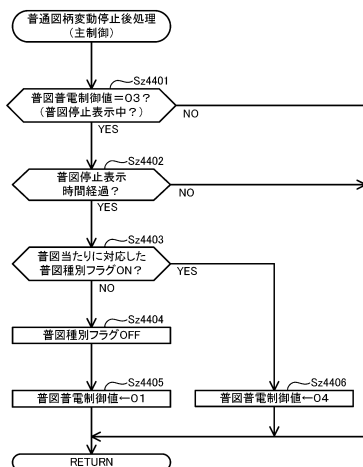 普通図柄変動停止後処理
(主制御)
Sz4401
普図普電制御値=03?
(普図停止表示中?)
NO
YES
Sz4402
普図停止表示
時間経過?
NO
YES
Sz4403
普図当たりに対応した
普図種別フラグON?
YES
NO
Sz4404
普図種別フラグOFF
Sz4405
普図普電制御値←01
Sz4406
普図普電制御値←04
RETURN